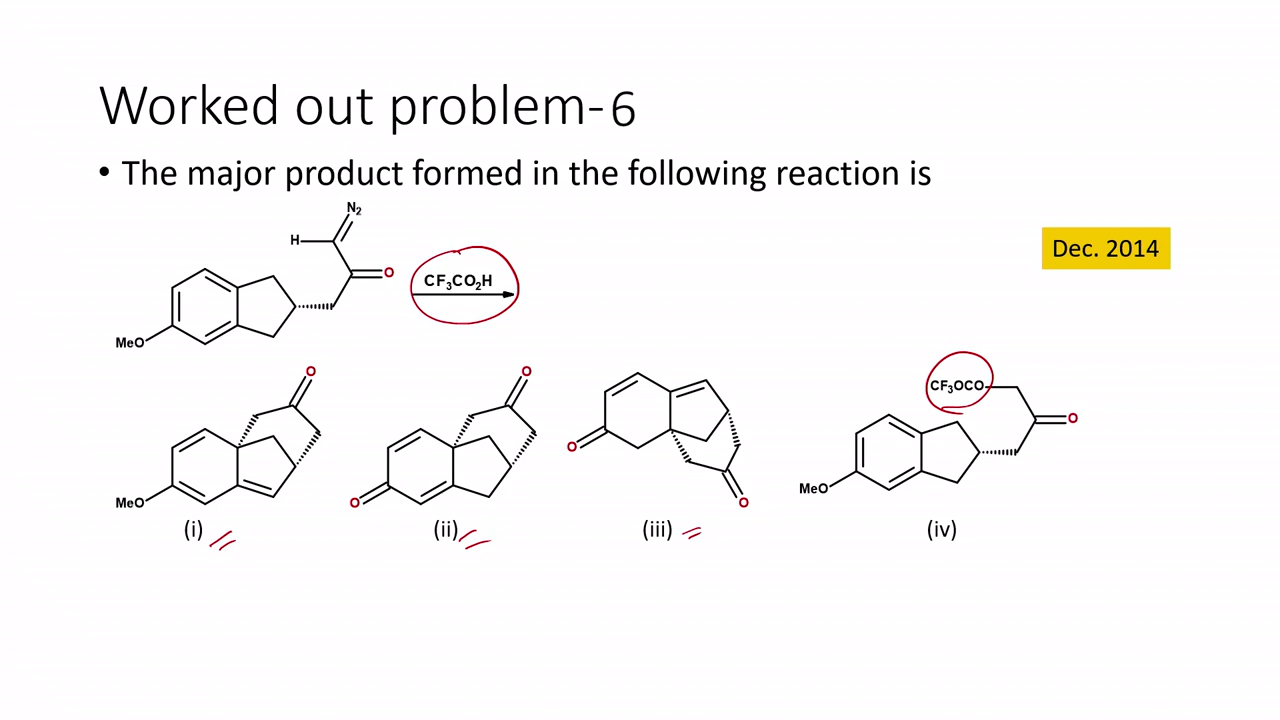 Worked out problem-6
• The major product formed in the following reaction is
N2
H
O
CF3CO2H
MeO
Dec. 2014
O
MeO
(i)
O
O
(ii)
O
O
(iii)
CF3OCO
O
MeO
(iv)